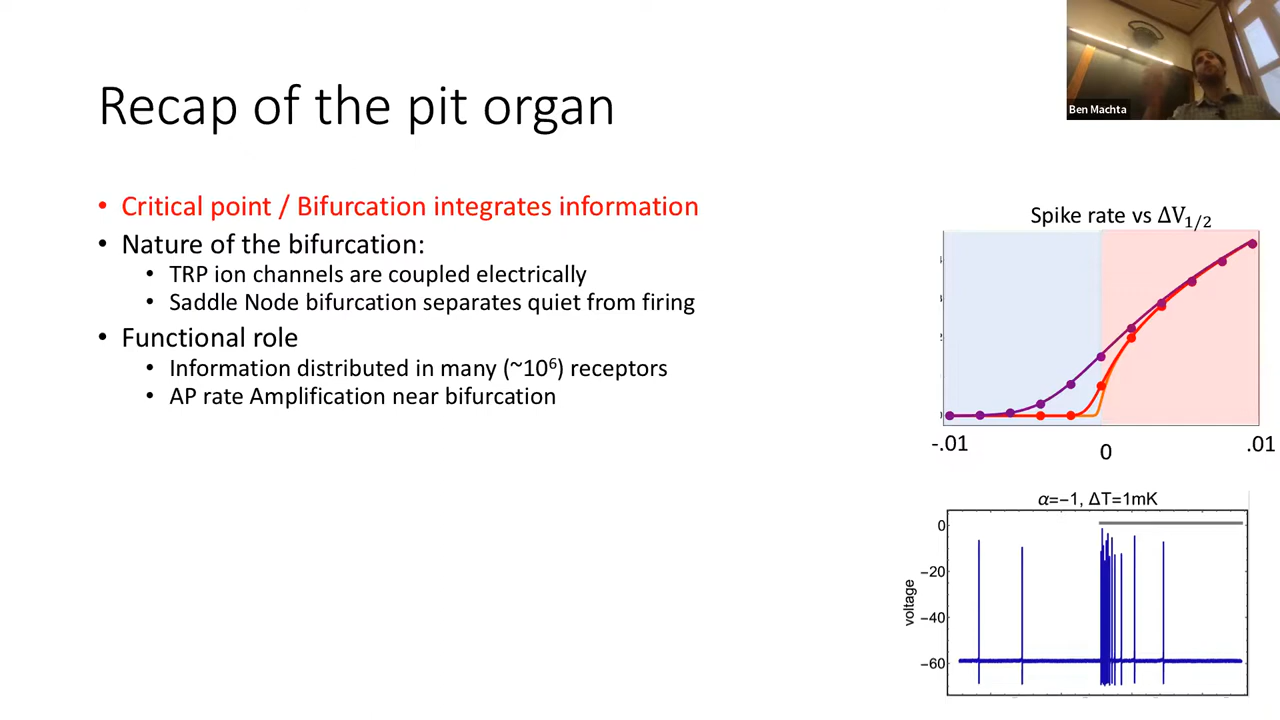 Ben Machta
Recap of the pit organ
• Critical point / Bifurcation integrates information
• Nature of the bifurcation:
• TRP ion channels are coupled electrically
• Saddle Node bifurcation separates quiet from firing
• Functional role
• Information distributed in many (~10⁶) receptors
• AP rate Amplification near bifurcation
Spike rate vs ΔV₁/₂
-.01
0
.01
α=−1, ΔT=1mK
voltage
0
−20
−40
−60